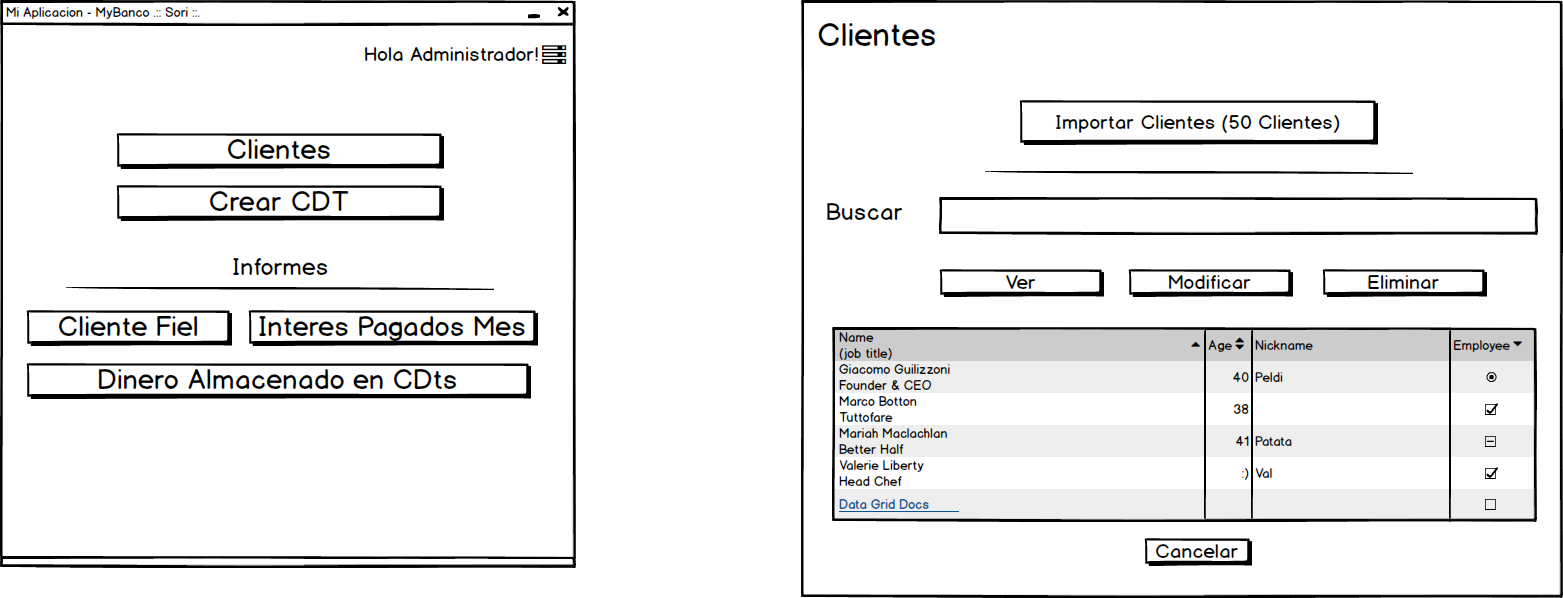 Mi Aplicacion - MyBanco .:: Sori ::.
Hola Administrador!
Clientes
Crear CDT
Informes
Cliente Fiel
Interes Pagados Mes
Dinero Almacenado en CDts
Clientes
Importar Clientes (50 Clientes)
Buscar
Ver
Modificar
Eliminar
Name
(job title)
Age
Nickname
Employee
Giacomo Guilizzoni
Founder & CEO
40
Peldi
Marco Botton
Tuttofare
38
Mariah Maclachlan
Better Half
41
Patata
Valerie Liberty
Head Chef
:)
Val
Data Grid Docs
Cancelar